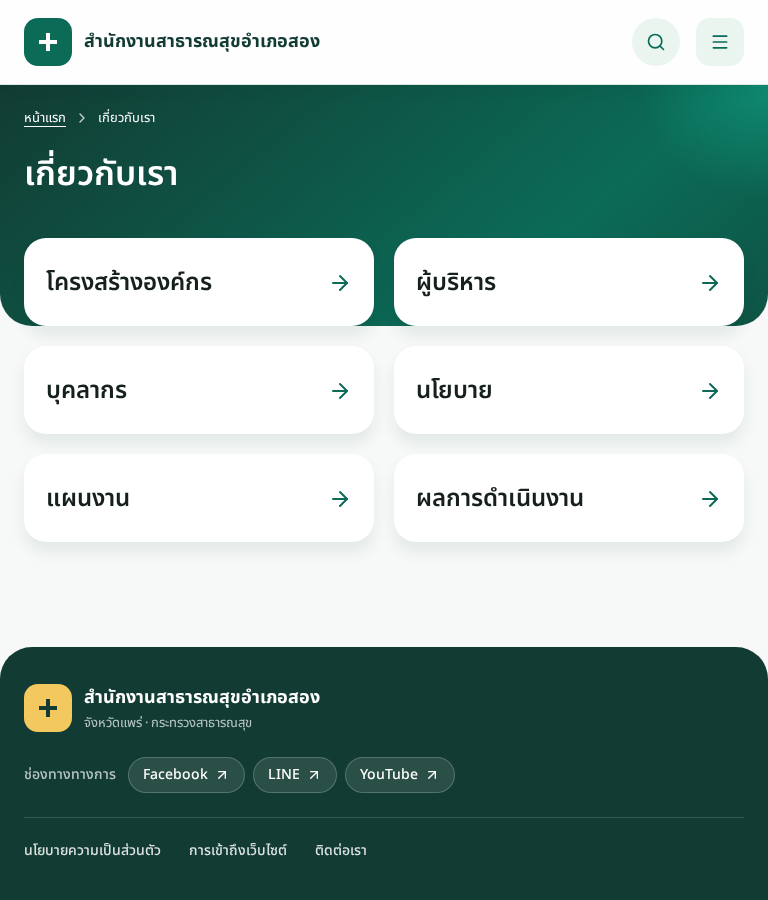 สำนักงานสาธารณสุขอำเภอสอง
หน้าแรก > เกี่ยวกับเรา
เกี่ยวกับเรา
โครงสร้างองค์กร
ผู้บริหาร
บุคลากร
นโยบาย
แผนงาน
ผลการดำเนินงาน
สำนักงานสาธารณสุขอำเภอสอง
จังหวัดแพร่ · กระทรวงสาธารณสุข
ช่องทางทางการ Facebook LINE YouTube
นโยบายความเป็นส่วนตัว การเข้าถึงเว็บไซต์ ติดต่อเรา